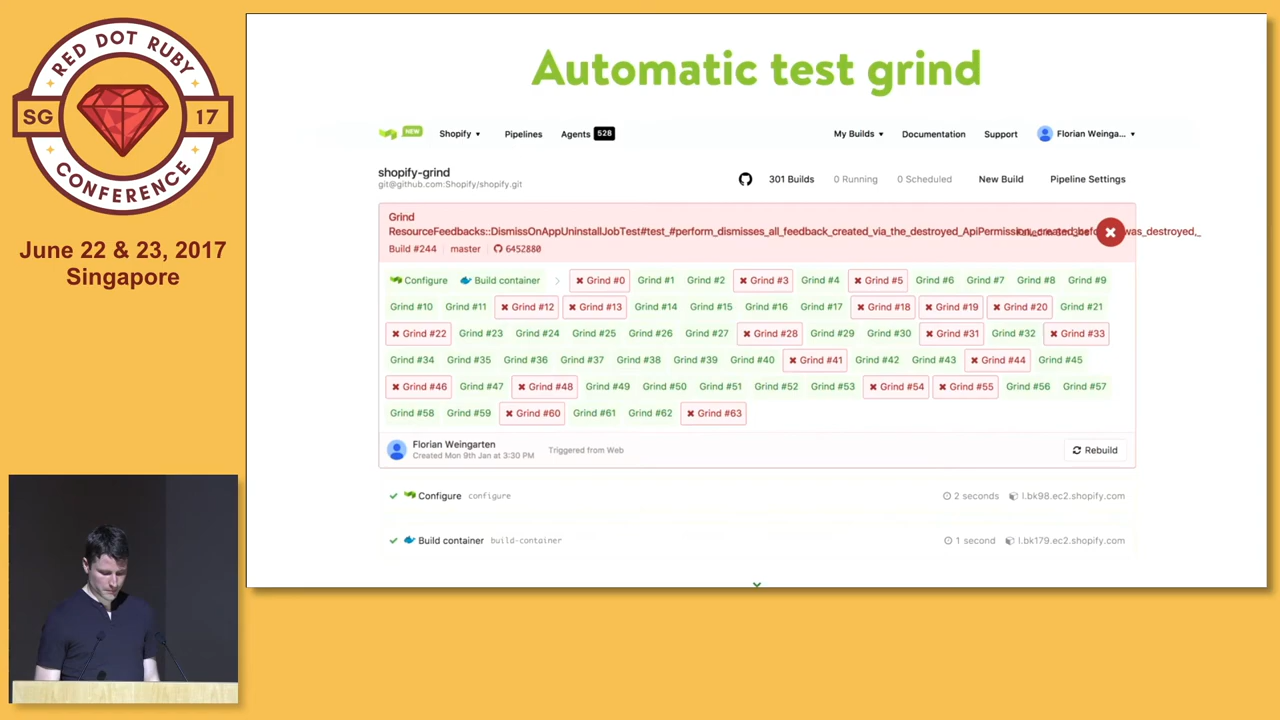 RED DOT RUBY
SG 17
CONFERENCE
June 22 & 23, 2017
Singapore
Automatic test grind
NEW Shopify Pipelines Agents 528 My Builds Documentation Support Florian Weinga...
shopify-grind
git@github.com:Shopify/shopify.git
301 Builds 0 Running 0 Scheduled New Build Pipeline Settings
Grind
ResourceFeedbacks::DismissOnAppUninstallJobTest#test_#perform_dismisses_all_feedback_created_via_the_destroyed_ApiPermission_created_before was_destroyed,_
Build #244 master 6452880
Configure Build container Grind #0 Grind #1 Grind #2 Grind #3 Grind #4 Grind #5 Grind #6 Grind #7 Grind #8 Grind #9
Grind #10 Grind #11 Grind #12 Grind #13 Grind #14 Grind #15 Grind #16 Grind #17 Grind #18 Grind #19 Grind #20 Grind #21
Grind #22 Grind #23 Grind #24 Grind #25 Grind #26 Grind #27 Grind #28 Grind #29 Grind #30 Grind #31 Grind #32 Grind #33
Grind #34 Grind #35 Grind #36 Grind #37 Grind #38 Grind #39 Grind #40 Grind #41 Grind #42 Grind #43 Grind #44 Grind #45
Grind #46 Grind #47 Grind #48 Grind #49 Grind #50 Grind #51 Grind #52 Grind #53 Grind #54 Grind #55 Grind #56 Grind #57
Grind #58 Grind #59 Grind #60 Grind #61 Grind #62 Grind #63
Florian Weingarten
Created Mon 9th Jan at 3:30 PM
Triggered from Web
Rebuild
Configure configure 2 seconds l.bk98.ec2.shopify.com
Build container build-container 1 second l.bk179.ec2.shopify.com